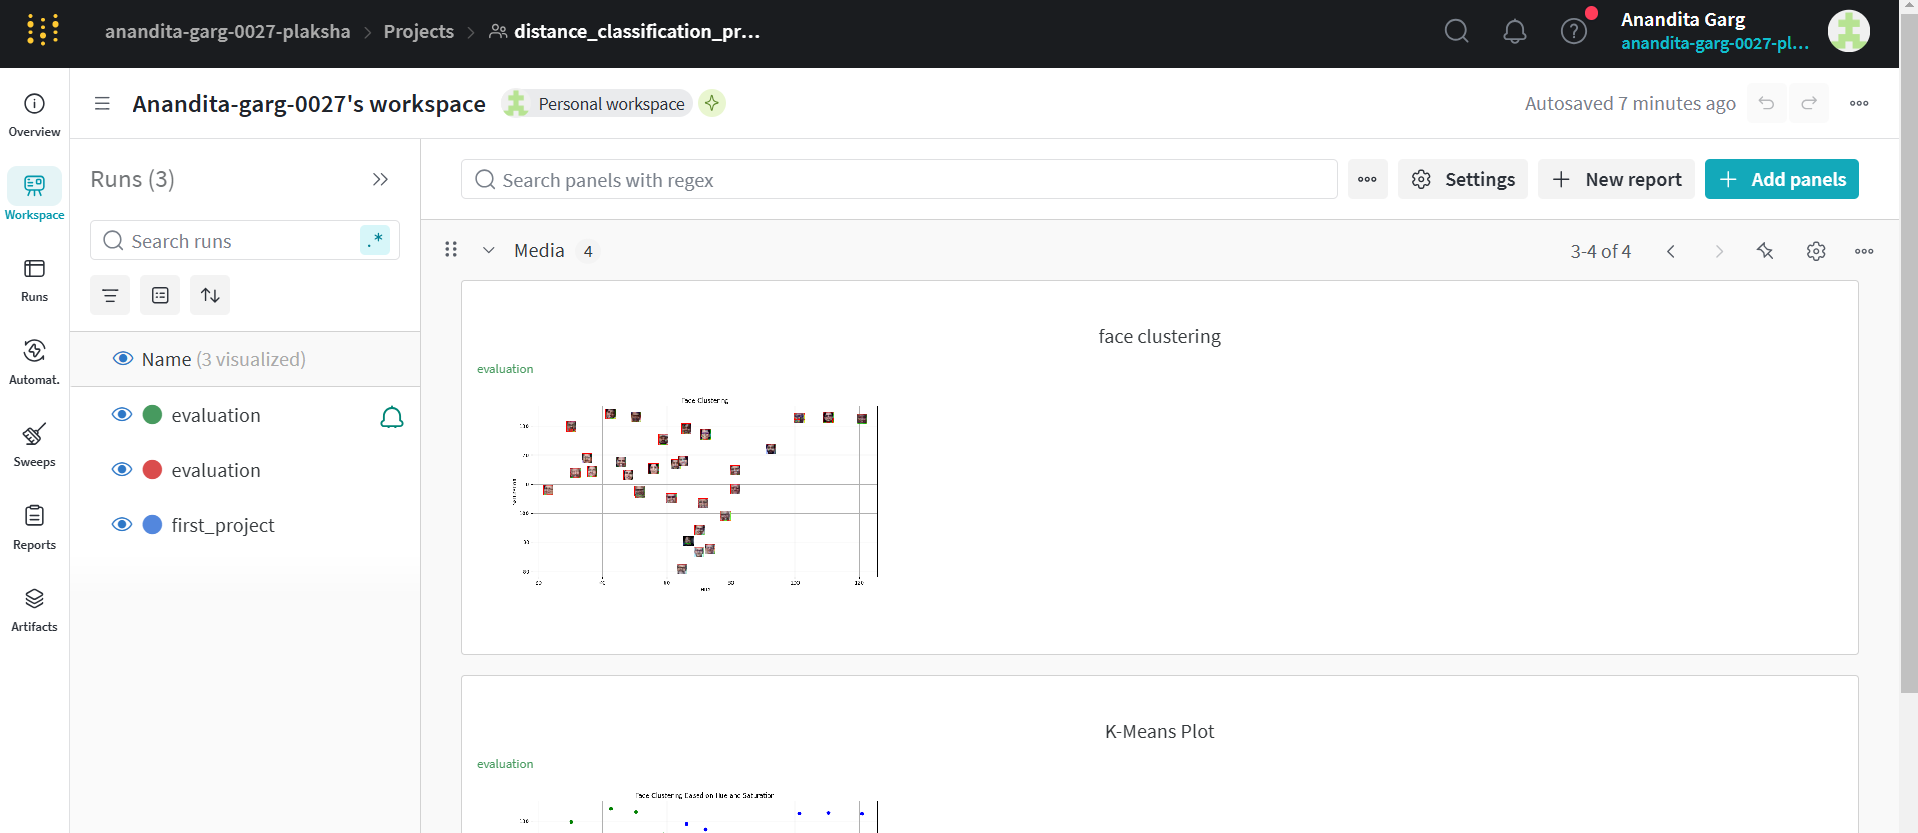 anandita-garg-0027-plaksha > Projects > distance_classification_pr...
Anandita Garg
anandita-garg-0027-pl...
Anandita-garg-0027's workspace
Personal workspace
Autosaved 7 minutes ago
Overview
Workspace
Runs
Automat.
Sweeps
Reports
Artifacts
Runs (3)
Search runs
.*
Name (3 visualized)
evaluation
evaluation
first_project
Search panels with regex
Settings
New report
Add panels
Media 4
3-4 of 4
face clustering
evaluation
Face Clustering
100
120
K-Means Plot
evaluation
Face Clustering Based on Hue and Saturation